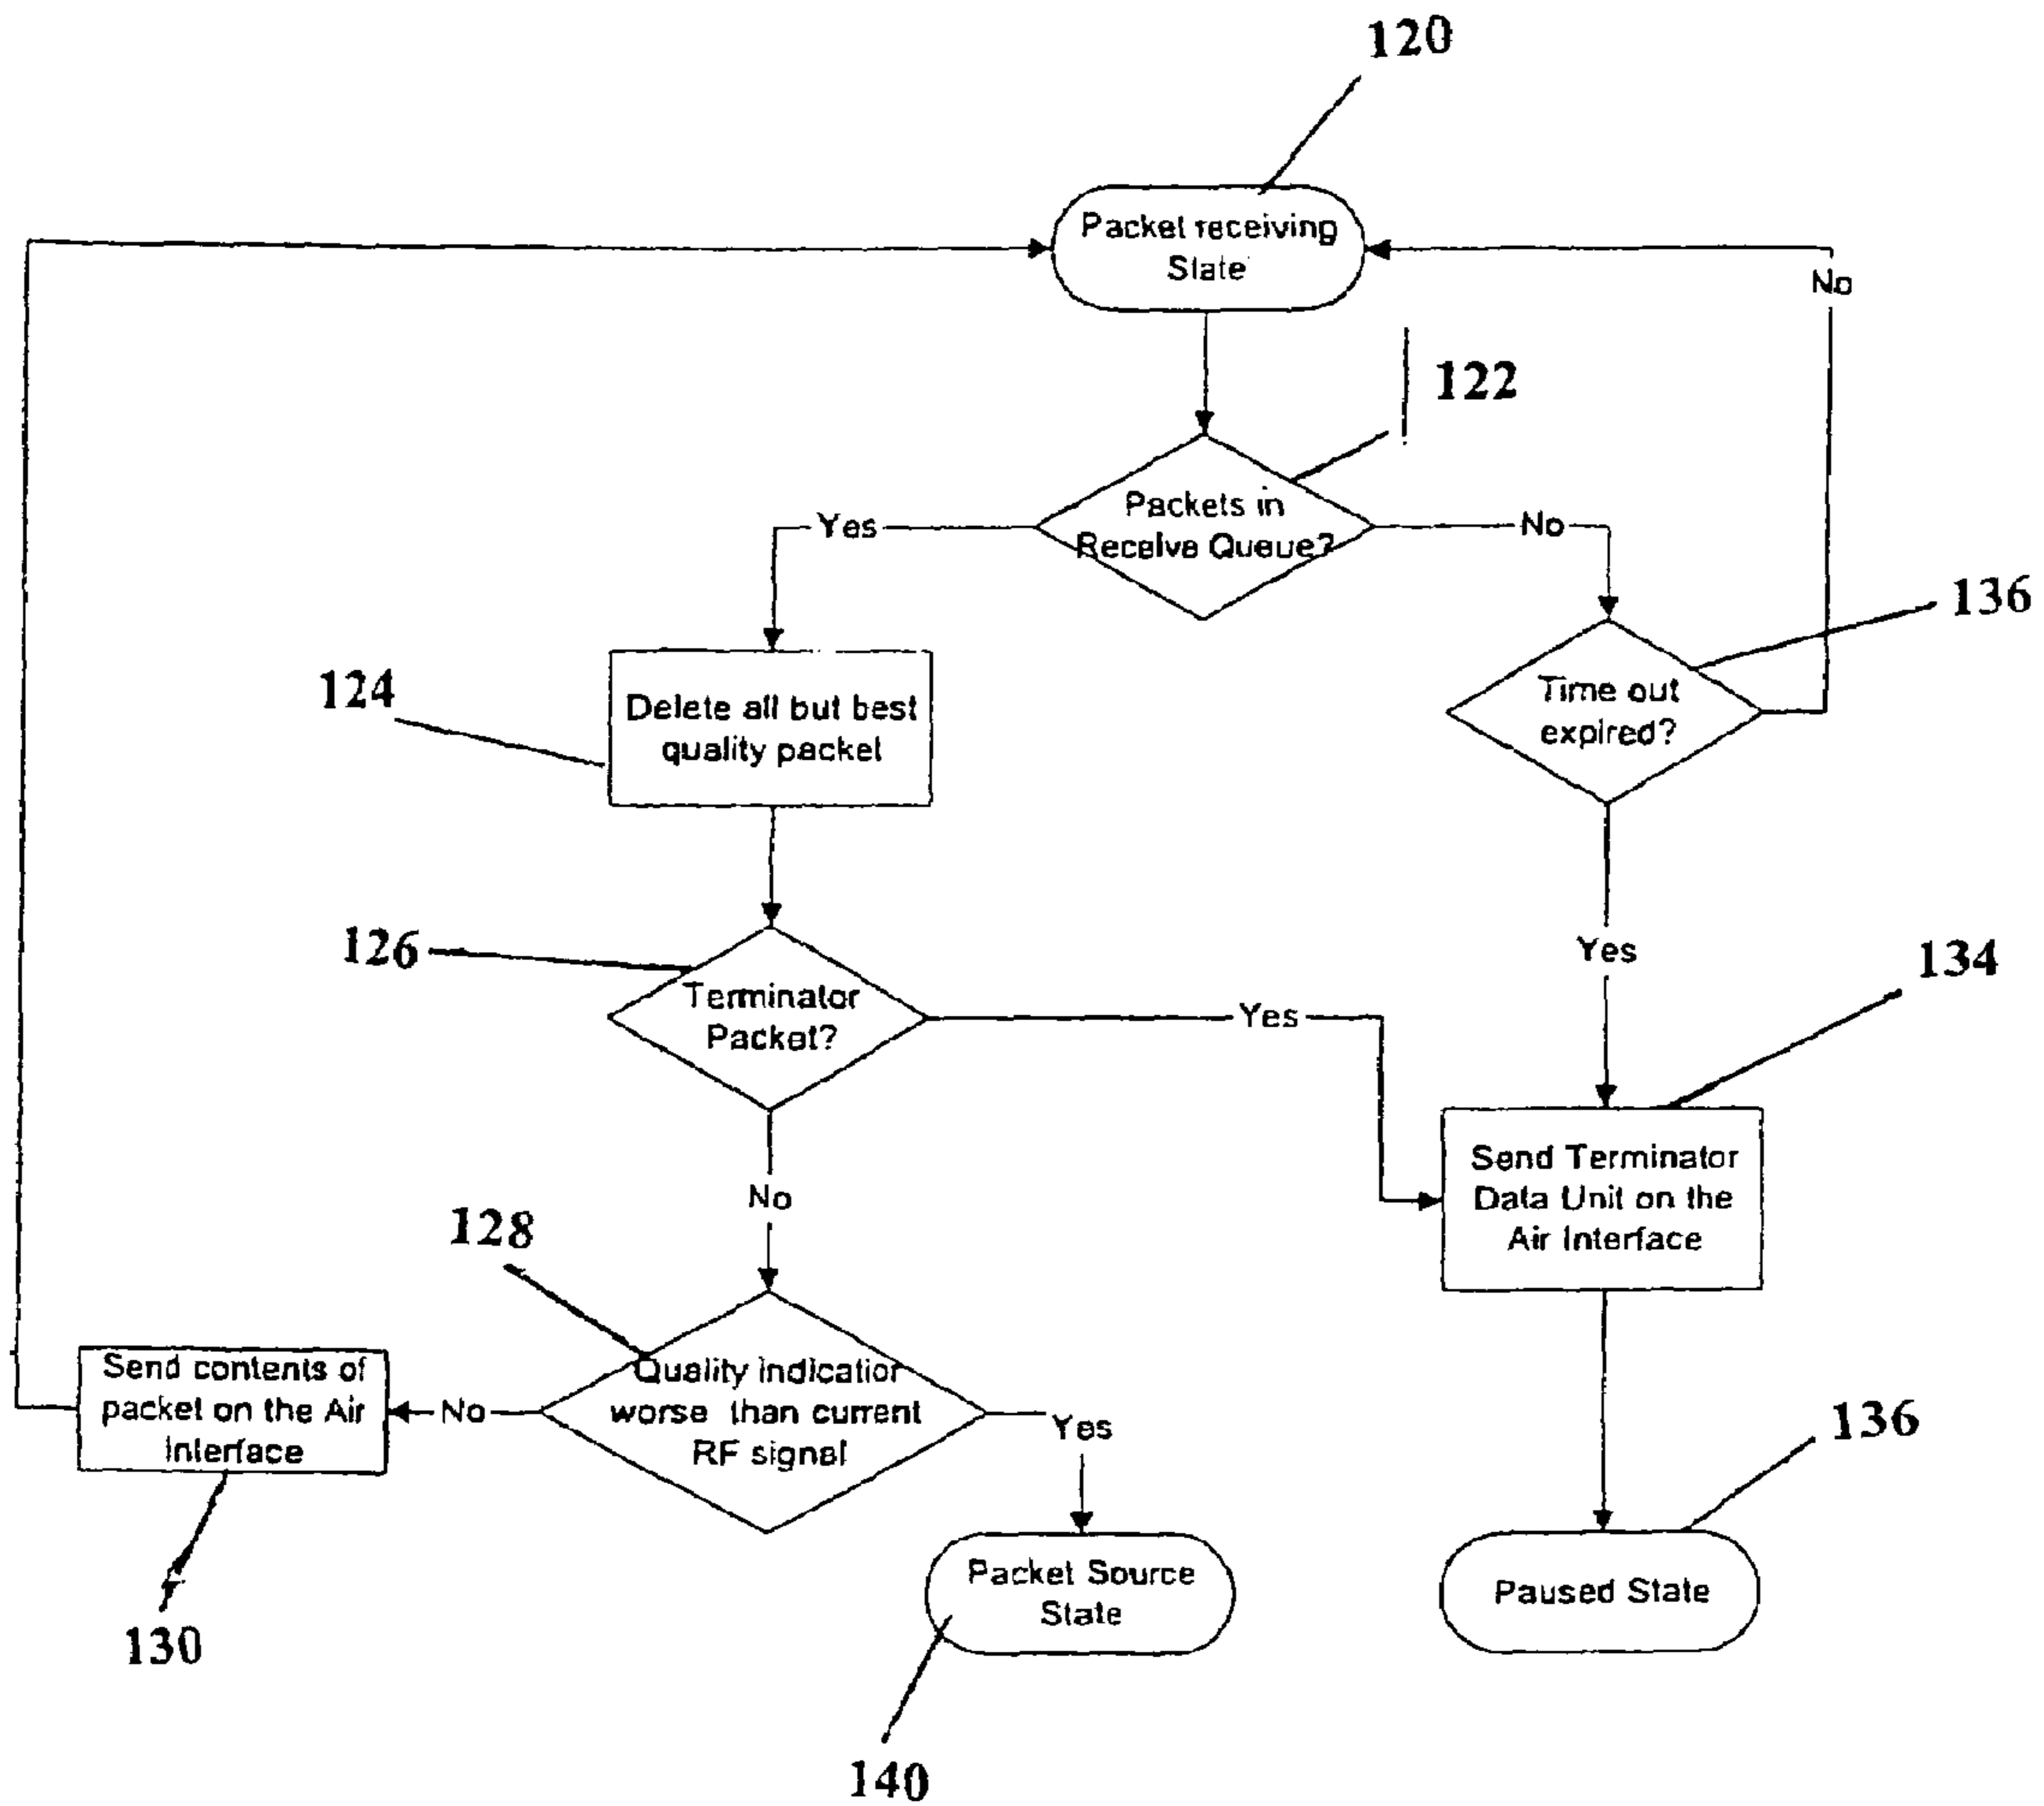 120
Packet receiving
State
No
122
Packets in
Receive Queue?
Yes
No
136
124
Delete all but best
quality packet
Time out
expired?
126
Terminator
Packet?
Yes
Yes
134
No
Send Terminator
Data Unit on the
Air Interface
128
Send contents of
packet on the Air
Interface
No
Quality indication
worse than current
RF signal
Yes
136
Packet Source
State
Paused State
130
140